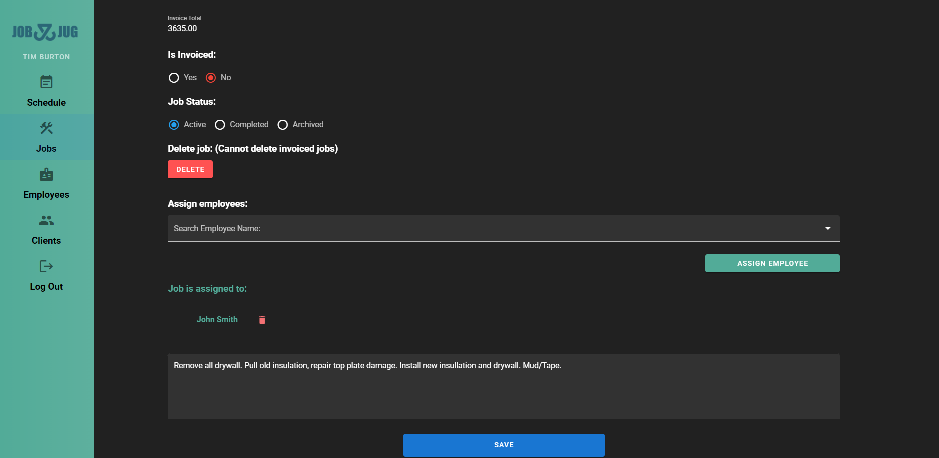 JOB JUG
TIM BURTON
Schedule
Jobs
Employees
Clients
Log Out
Invoice Total
3635.00
Is Invoiced:
Yes No
Job Status:
Active Completed Archived
Delete job: (Cannot delete invoiced jobs)
DELETE
Assign employees:
Search Employee Name:
ASSIGN EMPLOYEE
Job is assigned to:
John Smith
Remove all drywall. Pull old insulation, repair top plate damage. Install new insullation and drywall. Mud/Tape.
SAVE